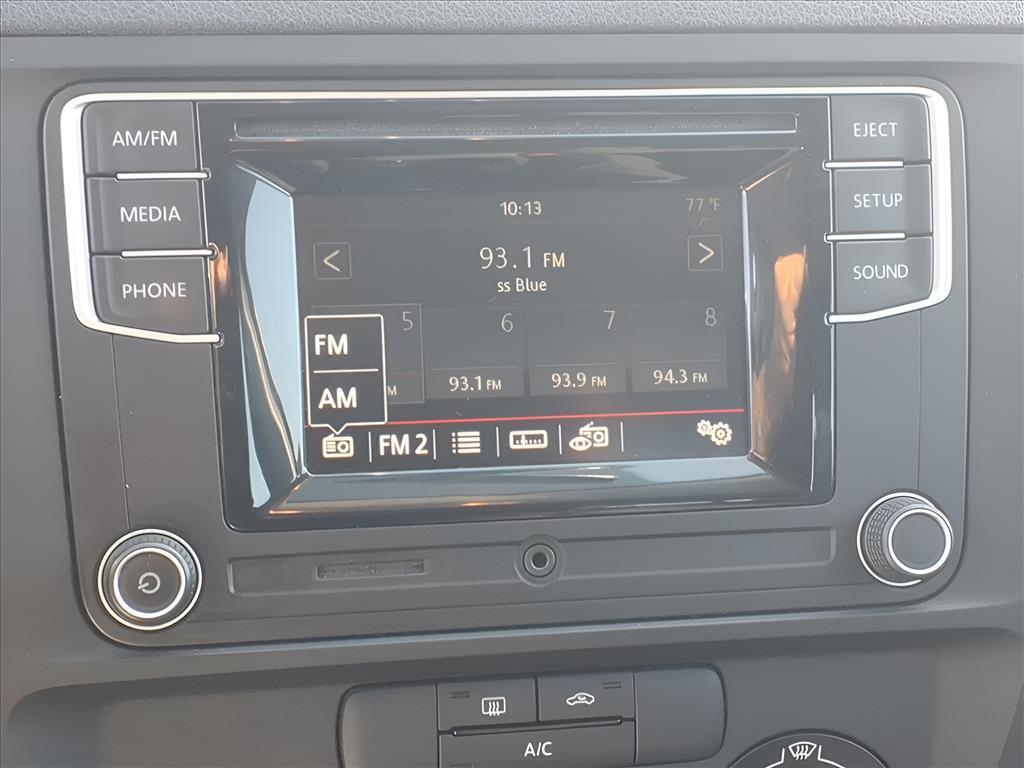 AM/FM
EJECT
MEDIA
SETUP
PHONE
SOUND
10:13 77 °F
< 93.1 FM >
ss Blue
5 6 7 8
M 93.1 FM 93.9 FM 94.3 FM
FM
AM
FM 2
A/C